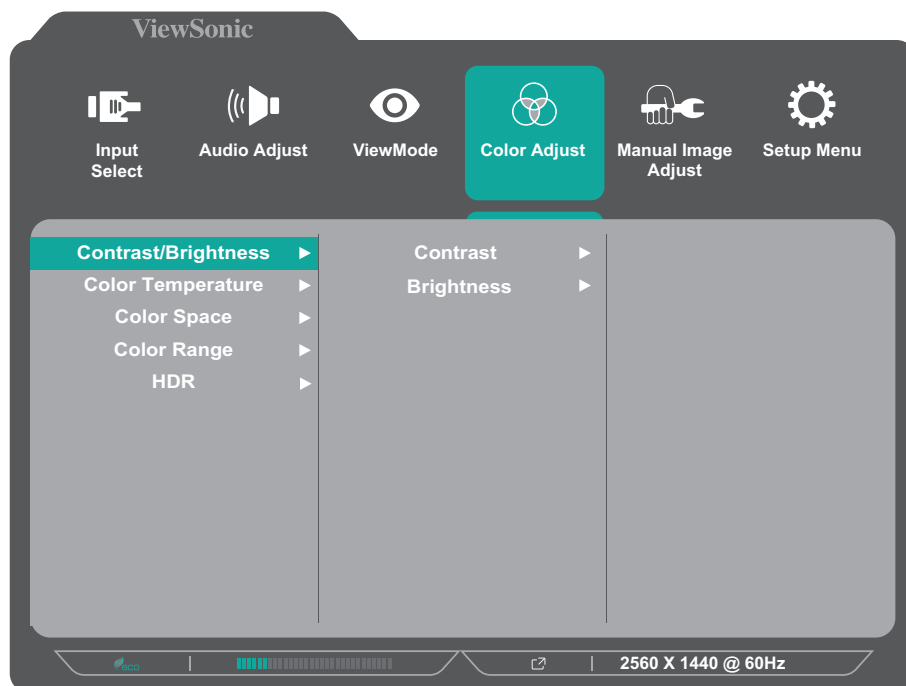 ViewSonic
Input
Select
Audio Adjust
ViewMode
Color Adjust
Manual Image
Adjust
Setup Menu
Contrast/Brightness
Color Temperature
Color Space
Color Range
HDR
Contrast
Brightness
eco
2560 X 1440 @ 60Hz